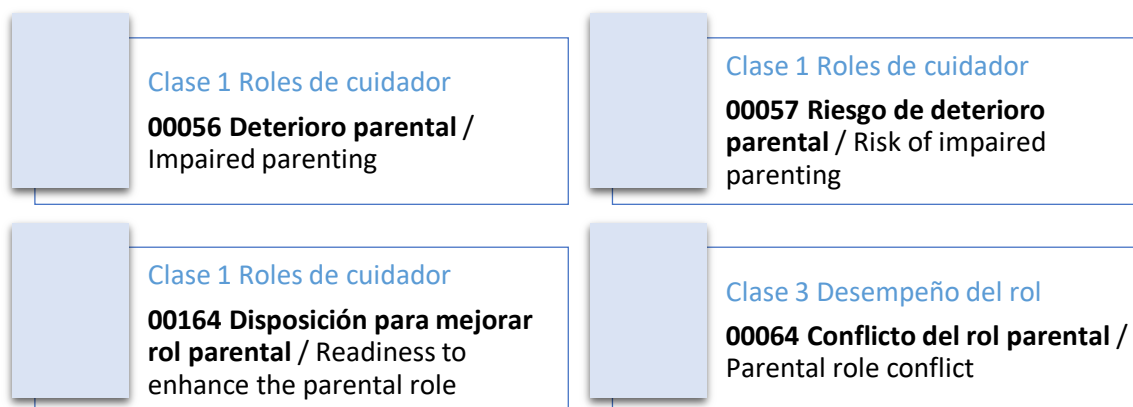 Clase 1 Roles de cuidador
00056 Deterioro parental /
Impaired parenting
Clase 1 Roles de cuidador
00057 Riesgo de deterioro
parental / Risk of impaired
parenting
Clase 1 Roles de cuidador
00164 Disposición para mejorar
rol parental / Readiness to
enhance the parental role
Clase 3 Desempeño del rol
00064 Conflicto del rol parental /
Parental role conflict